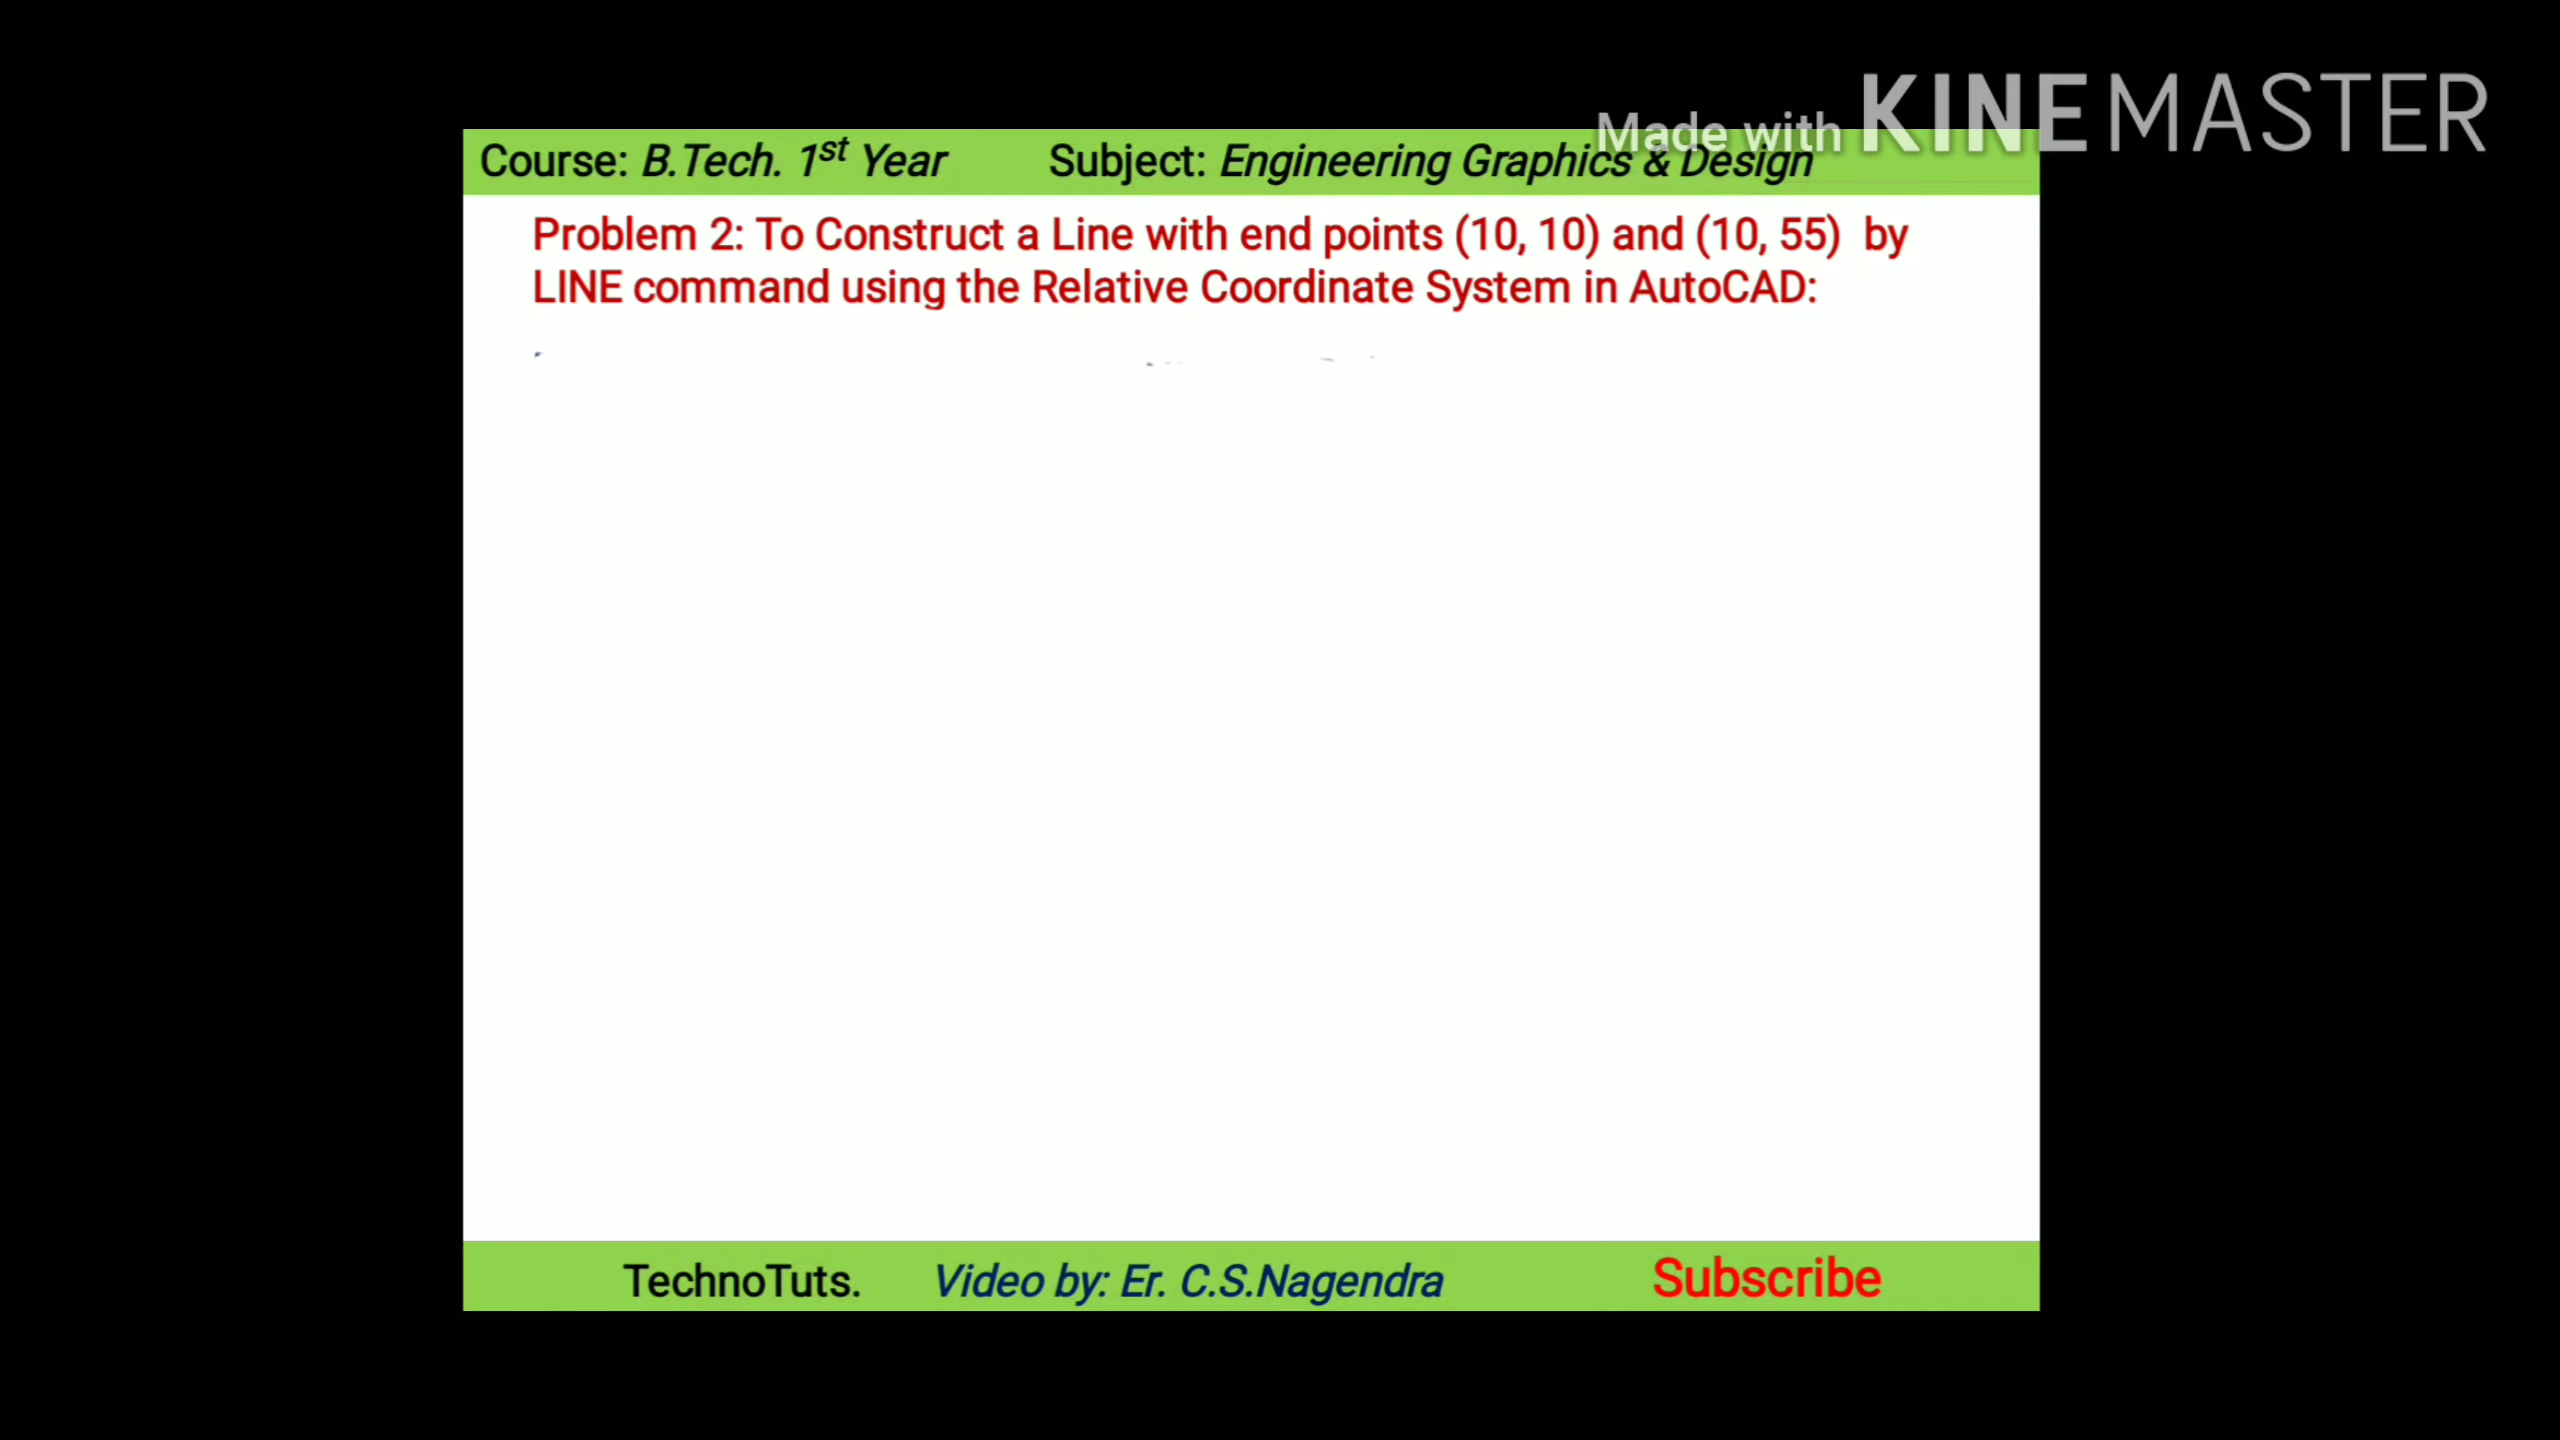 Made with KINEMASTER
Course: B.Tech. 1st Year Subject: Engineering Graphics & Design
Problem 2: To Construct a Line with end points (10, 10) and (10, 55) by
LINE command using the Relative Coordinate System in AutoCAD:
TechnoTuts. Video by: Er. C.S.Nagendra Subscribe